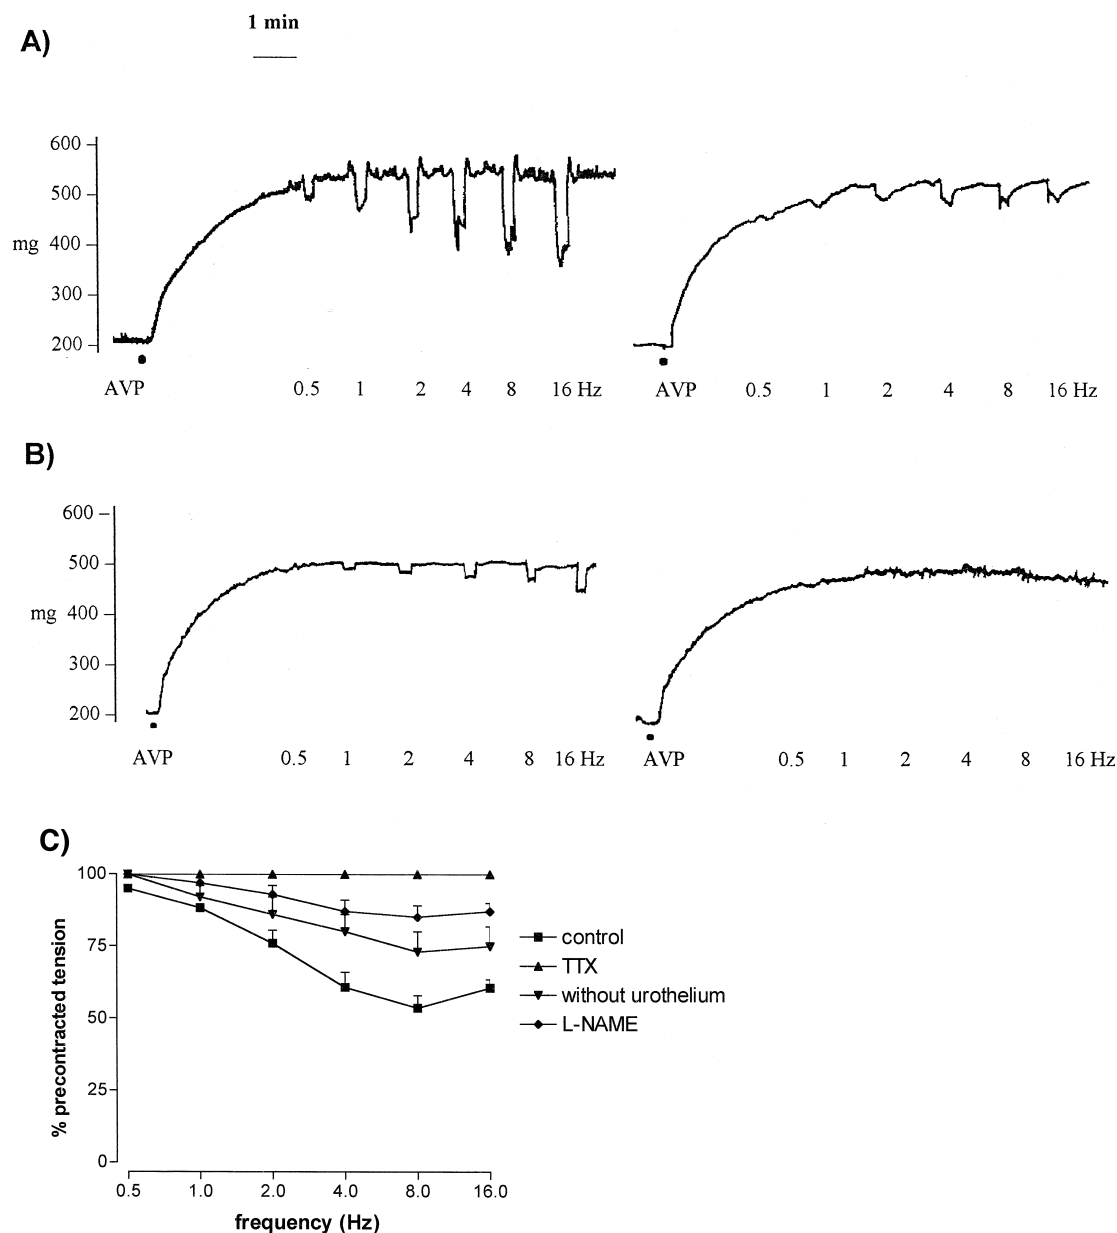 1 min
A)
600
500
mg 400
300
200
AVP 0.5 1 2 4 8 16 Hz AVP 0.5 1 2 4 8 16 Hz
B)
600
500
mg 400
300
200
AVP 0.5 1 2 4 8 16 Hz AVP 0.5 1 2 4 8 16 Hz
C)
% precontracted tension
100
75
50
25
0
0.5 1.0 2.0 4.0 8.0 16.0
frequency (Hz)
control
TTX
without urothelium
L-NAME